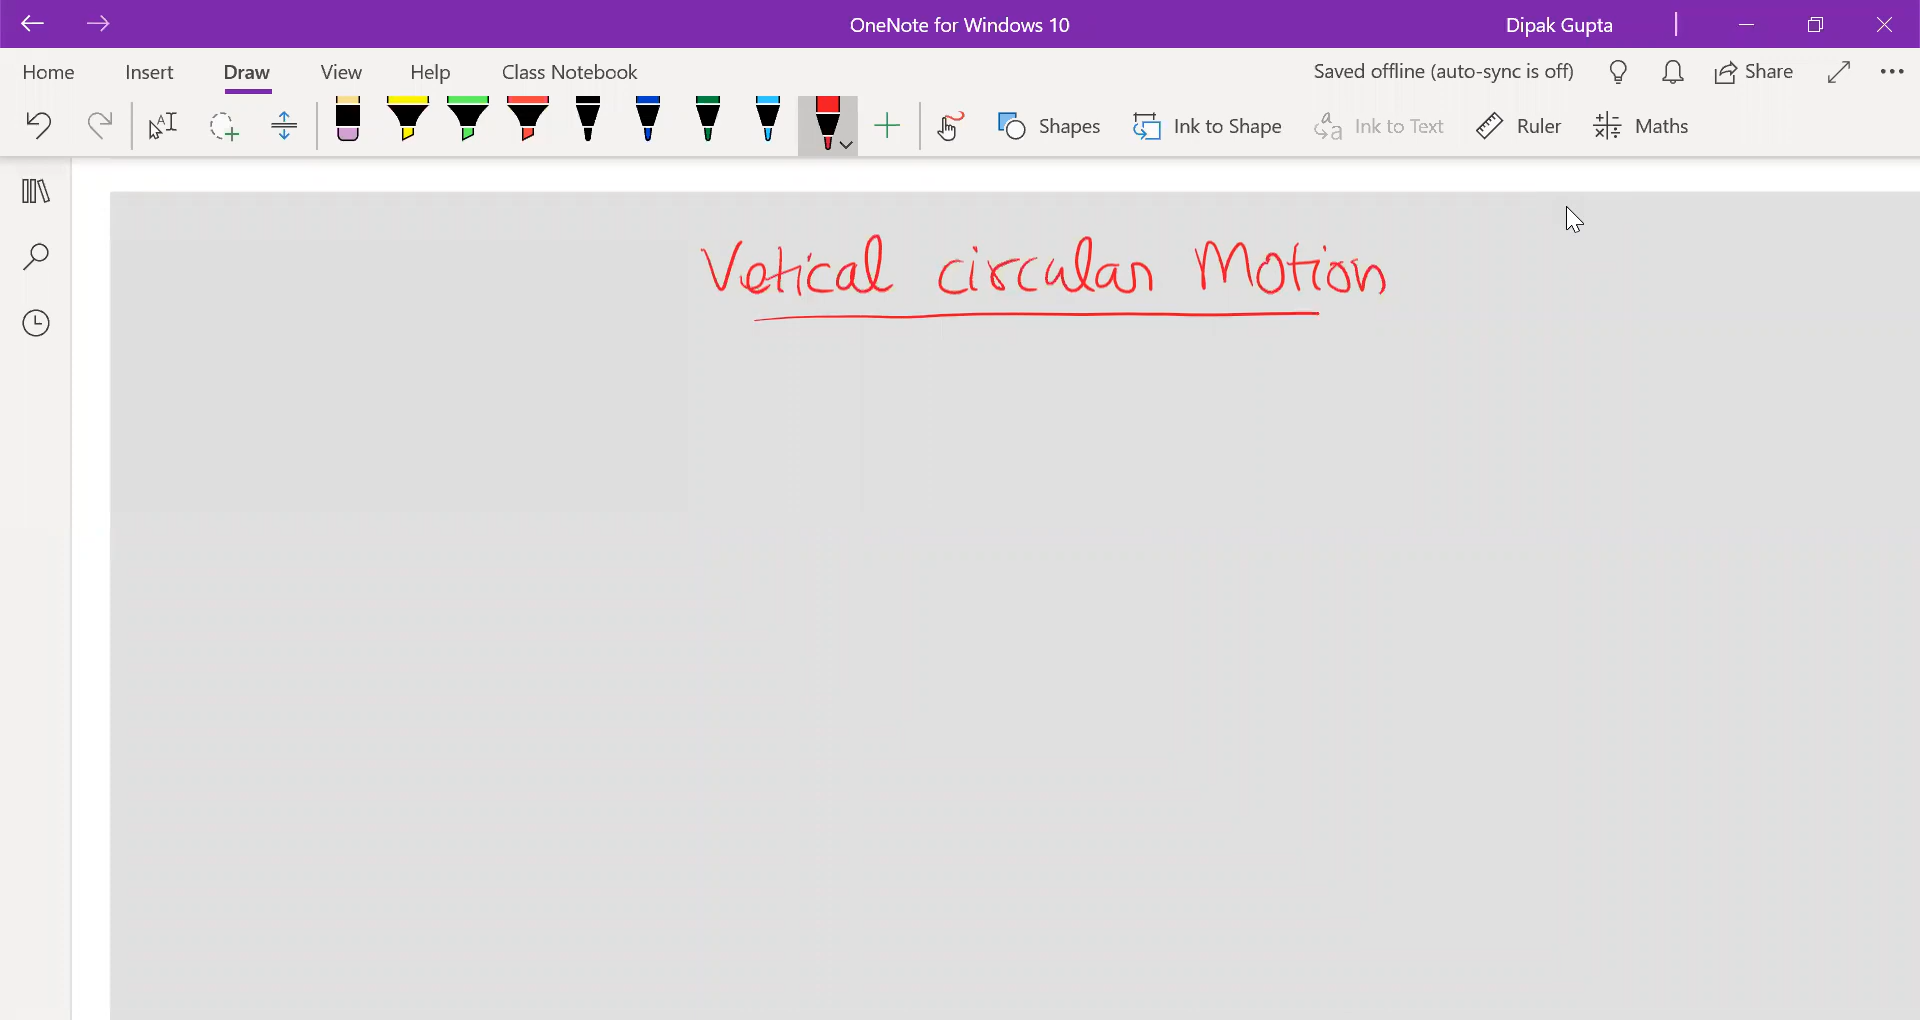 OneNote for Windows 10 Dipak Gupta
Home Insert Draw View Help Class Notebook Saved offline (auto-sync is off) Share
Shapes Ink to Shape Ink to Text Ruler Maths
Vetical circular Motion